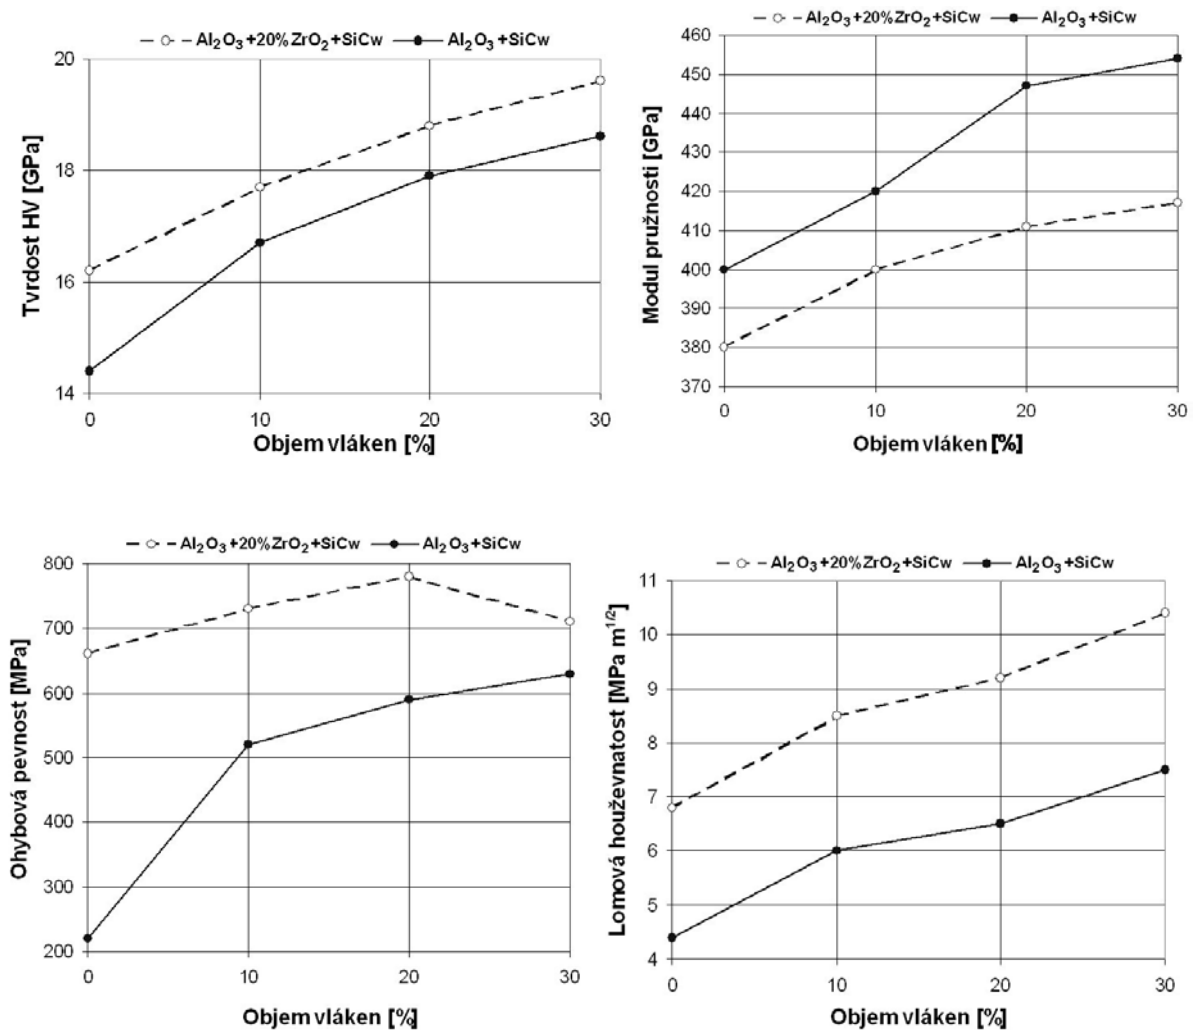 Al₂O₃+20%ZrO₂+SiCw Al₂O₃+SiCw
Tvrdost HV [GPa]
20
18
16
14
0 10 20 30
Objem vláken [%]
Al₂O₃+20%ZrO₂+SiCw Al₂O₃+SiCw
Modul pružnosti [GPa]
460
450
440
430
420
410
400
390
380
370
0 10 20 30
Objem vláken [%]
Al₂O₃+20%ZrO₂+SiCw Al₂O₃+SiCw
Ohybová pevnost [MPa]
800
700
600
500
400
300
200
0 10 20 30
Objem vláken [%]
Al₂O₃+20%ZrO₂+SiCw Al₂O₃+SiCw
Lomová houževnatost [MPa m¹ᐟ²]
11
10
9
8
7
6
5
4
0 10 20 30
Objem vláken [%]